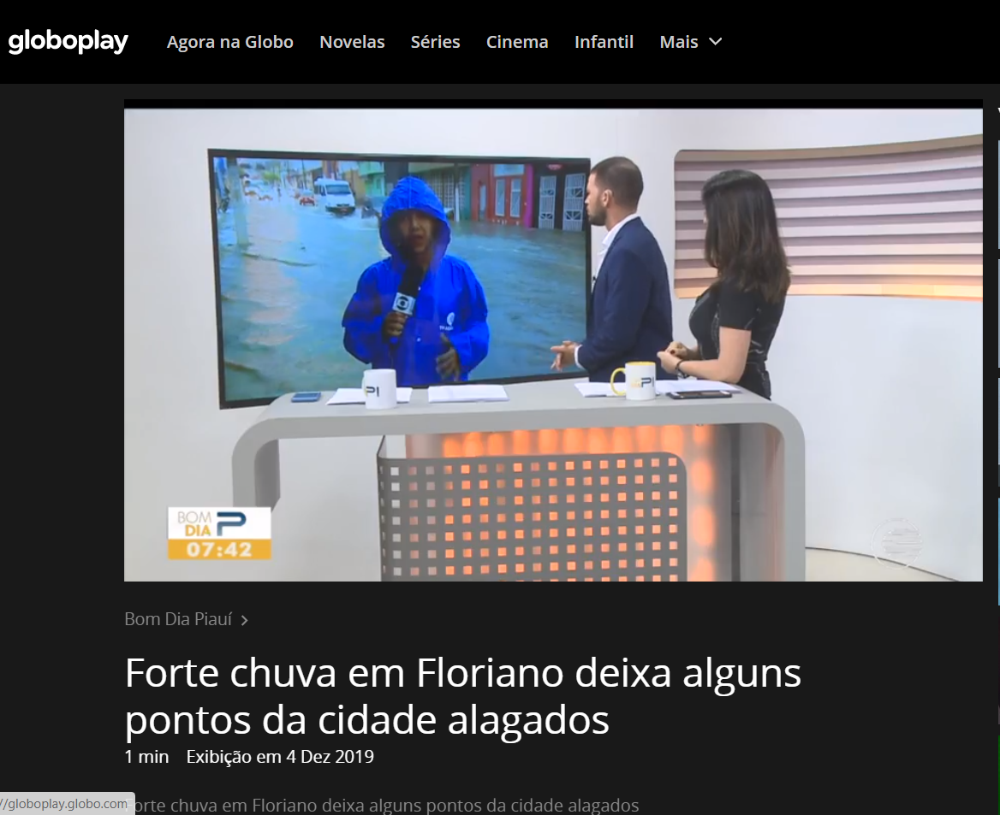 globoplay Agora na Globo Novelas Séries Cinema Infantil Mais
PI
PI
BOM
DIA P
07:42
Bom Dia Piauí
Forte chuva em Floriano deixa alguns
pontos da cidade alagados
1 min Exibição em 4 Dez 2019
Forte chuva em Floriano deixa alguns pontos da cidade alagados
//globoplay.globo.com